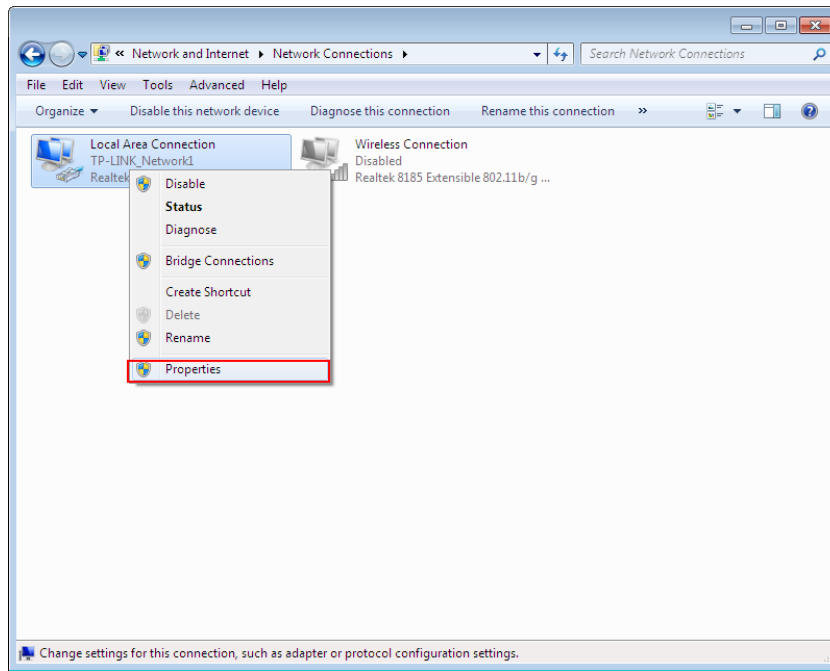 « Network and Internet ▸ Network Connections ▸
Search Network Connections
File Edit View Tools Advanced Help
Organize ▾ Disable this network device Diagnose this connection Rename this connection »
Local Area Connection
TP-LINK_Network1
Realtek
Wireless Connection
Disabled
Realtek 8185 Extensible 802.11b/g ...
Disable
Status
Diagnose
Bridge Connections
Create Shortcut
Delete
Rename
Properties
Change settings for this connection, such as adapter or protocol configuration settings.